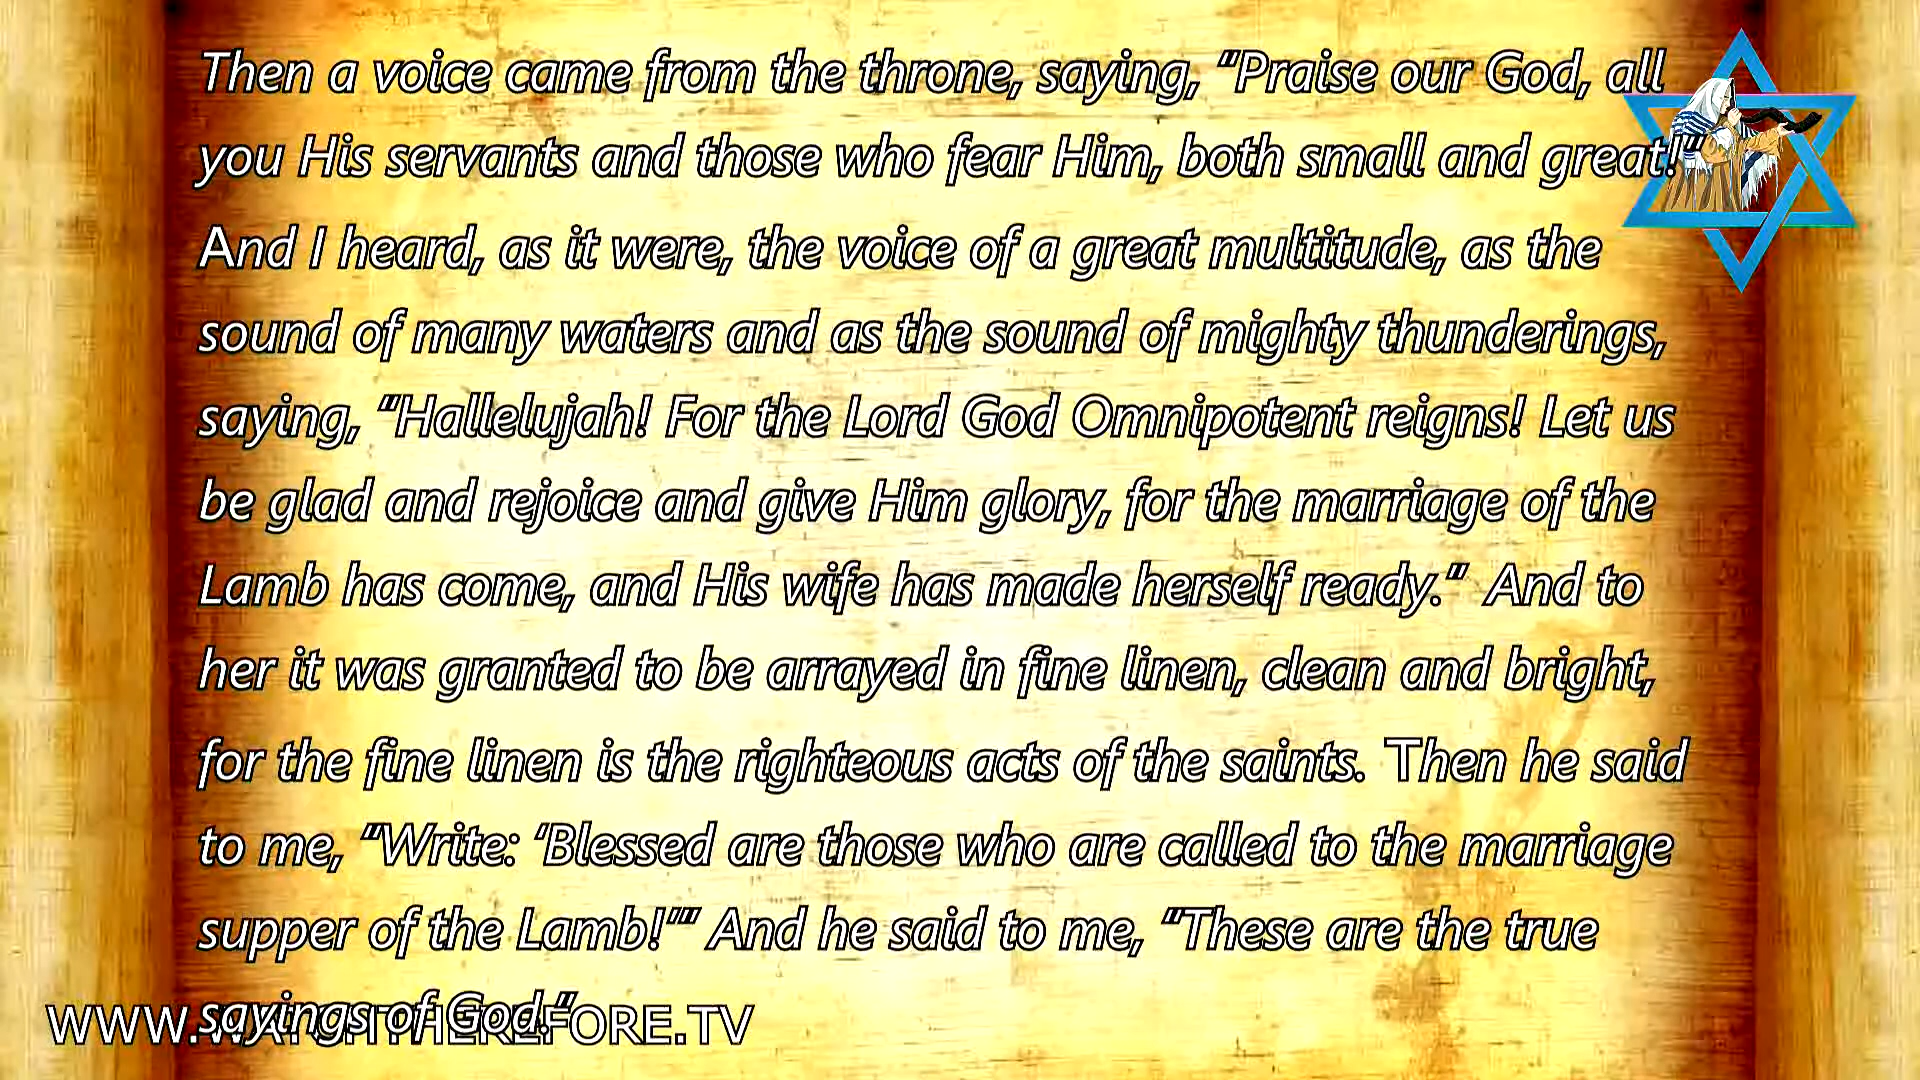 Then a voice came from the throne, saying, “Praise our God, all
you His servants and those who fear Him, both small and great!”
And I heard, as it were, the voice of a great multitude, as the
sound of many waters and as the sound of mighty thunderings,
saying, “Hallelujah! For the Lord God Omnipotent reigns! Let us
be glad and rejoice and give Him glory, for the marriage of the
Lamb has come, and His wife has made herself ready.” And to
her it was granted to be arrayed in fine linen, clean and bright,
for the fine linen is the righteous acts of the saints. Then he said
to me, “Write: ‘Blessed are those who are called to the marriage
supper of the Lamb!’” And he said to me, “These are the true
sayings of God.”
WWW.WATCHTHEREFORE.TV